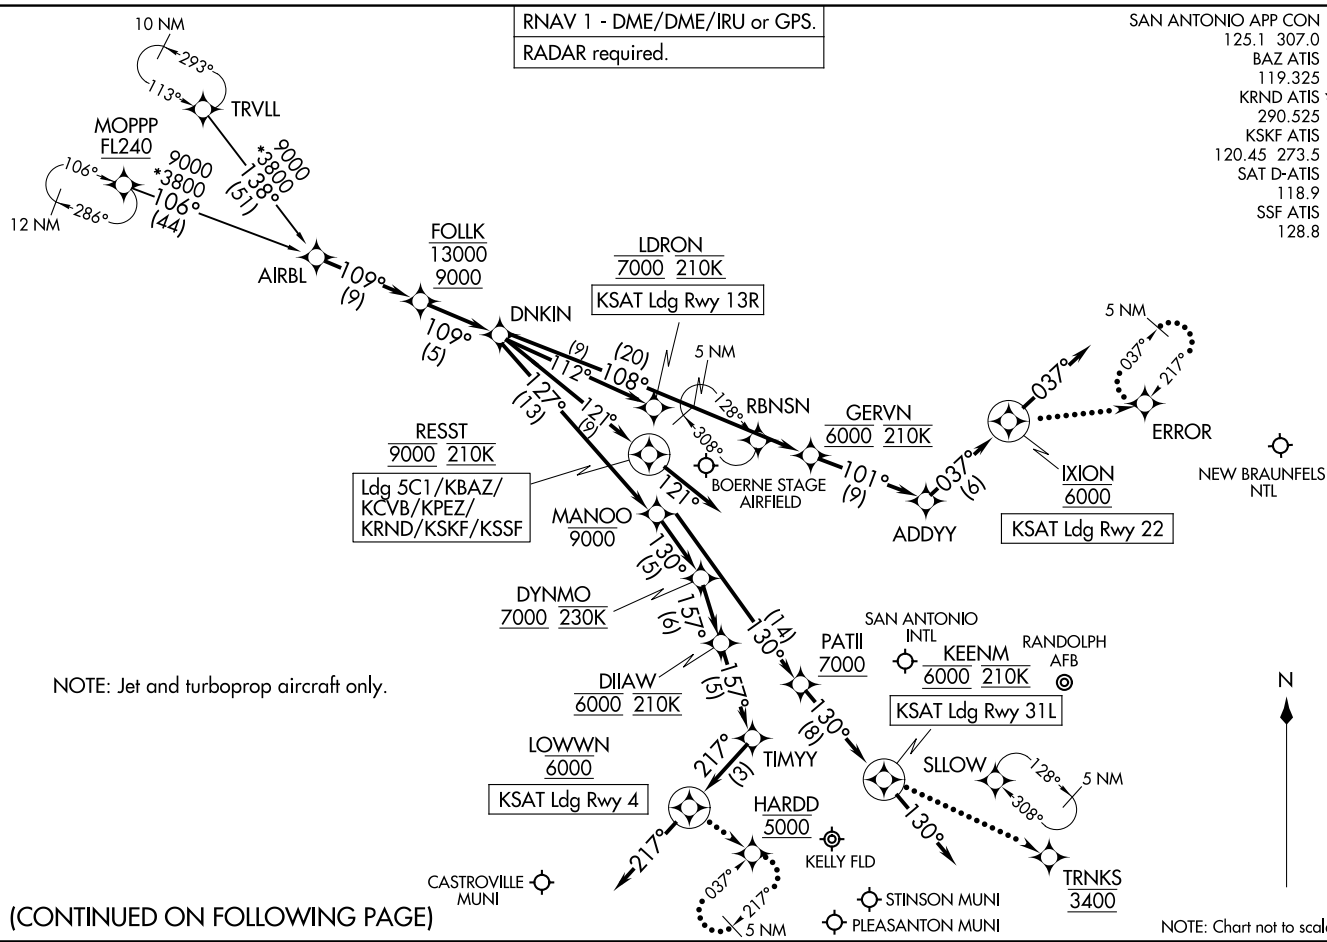 RNAV 1 - DME/DME/IRU or GPS.
RADAR required.
SAN ANTONIO APP CON
125.1 307.0
BAZ ATIS
119.325
KRND ATIS
290.525
KSKF ATIS
120.45 273.5
SAT D-ATIS
118.9
SSF ATIS
128.8
10 NM
293°
113°
TRVLL
MOPPP
FL240
106°
286°
12 NM
9000
*3800
106°
(44)
9000
*3800
138°
(51)
AIRBL
109°
(9)
FOLLK
13000
9000
109°
(5)
DNKIN
LDRON
7000 210K
KSAT Ldg Rwy 13R
(9)
112°
(20)
108°
5 NM
128°
308°
RBNSN
GERVN
6000 210K
101°
(9)
ADDYY
037°
(6)
037°
IXION
6000
KSAT Ldg Rwy 22
5 NM
037°
217°
ERROR
NEW BRAUNFELS
NTL
127°
(13)
121°
(9)
RESST
9000 210K
Ldg 5C1/KBAZ/
KCVB/KPEZ/
KRND/KSKF/KSSF
121°
BOERNE STAGE
AIRFIELD
MANOO
9000
130°
(5)
DYNMO
7000 230K
157°
(6)
DIIAW
6000 210K
157°
(5)
TIMYY
(14)
130°
PATII
7000
130°
(8)
SAN ANTONIO
INTL
KEENM
6000 210K
KSAT Ldg Rwy 31L
RANDOLPH
AFB
130°
SLLOW
128°
308°
5 NM
TRNKS
3400
NOTE: Jet and turboprop aircraft only.
LOWWN
6000
KSAT Ldg Rwy 4
217°
(3)
217°
HARDD
5000
037°
217°
5 NM
KELLY FLD
CASTROVILLE
MUNI
STINSON MUNI
PLEASANTON MUNI
N
(CONTINUED ON FOLLOWING PAGE)
NOTE: Chart not to scale